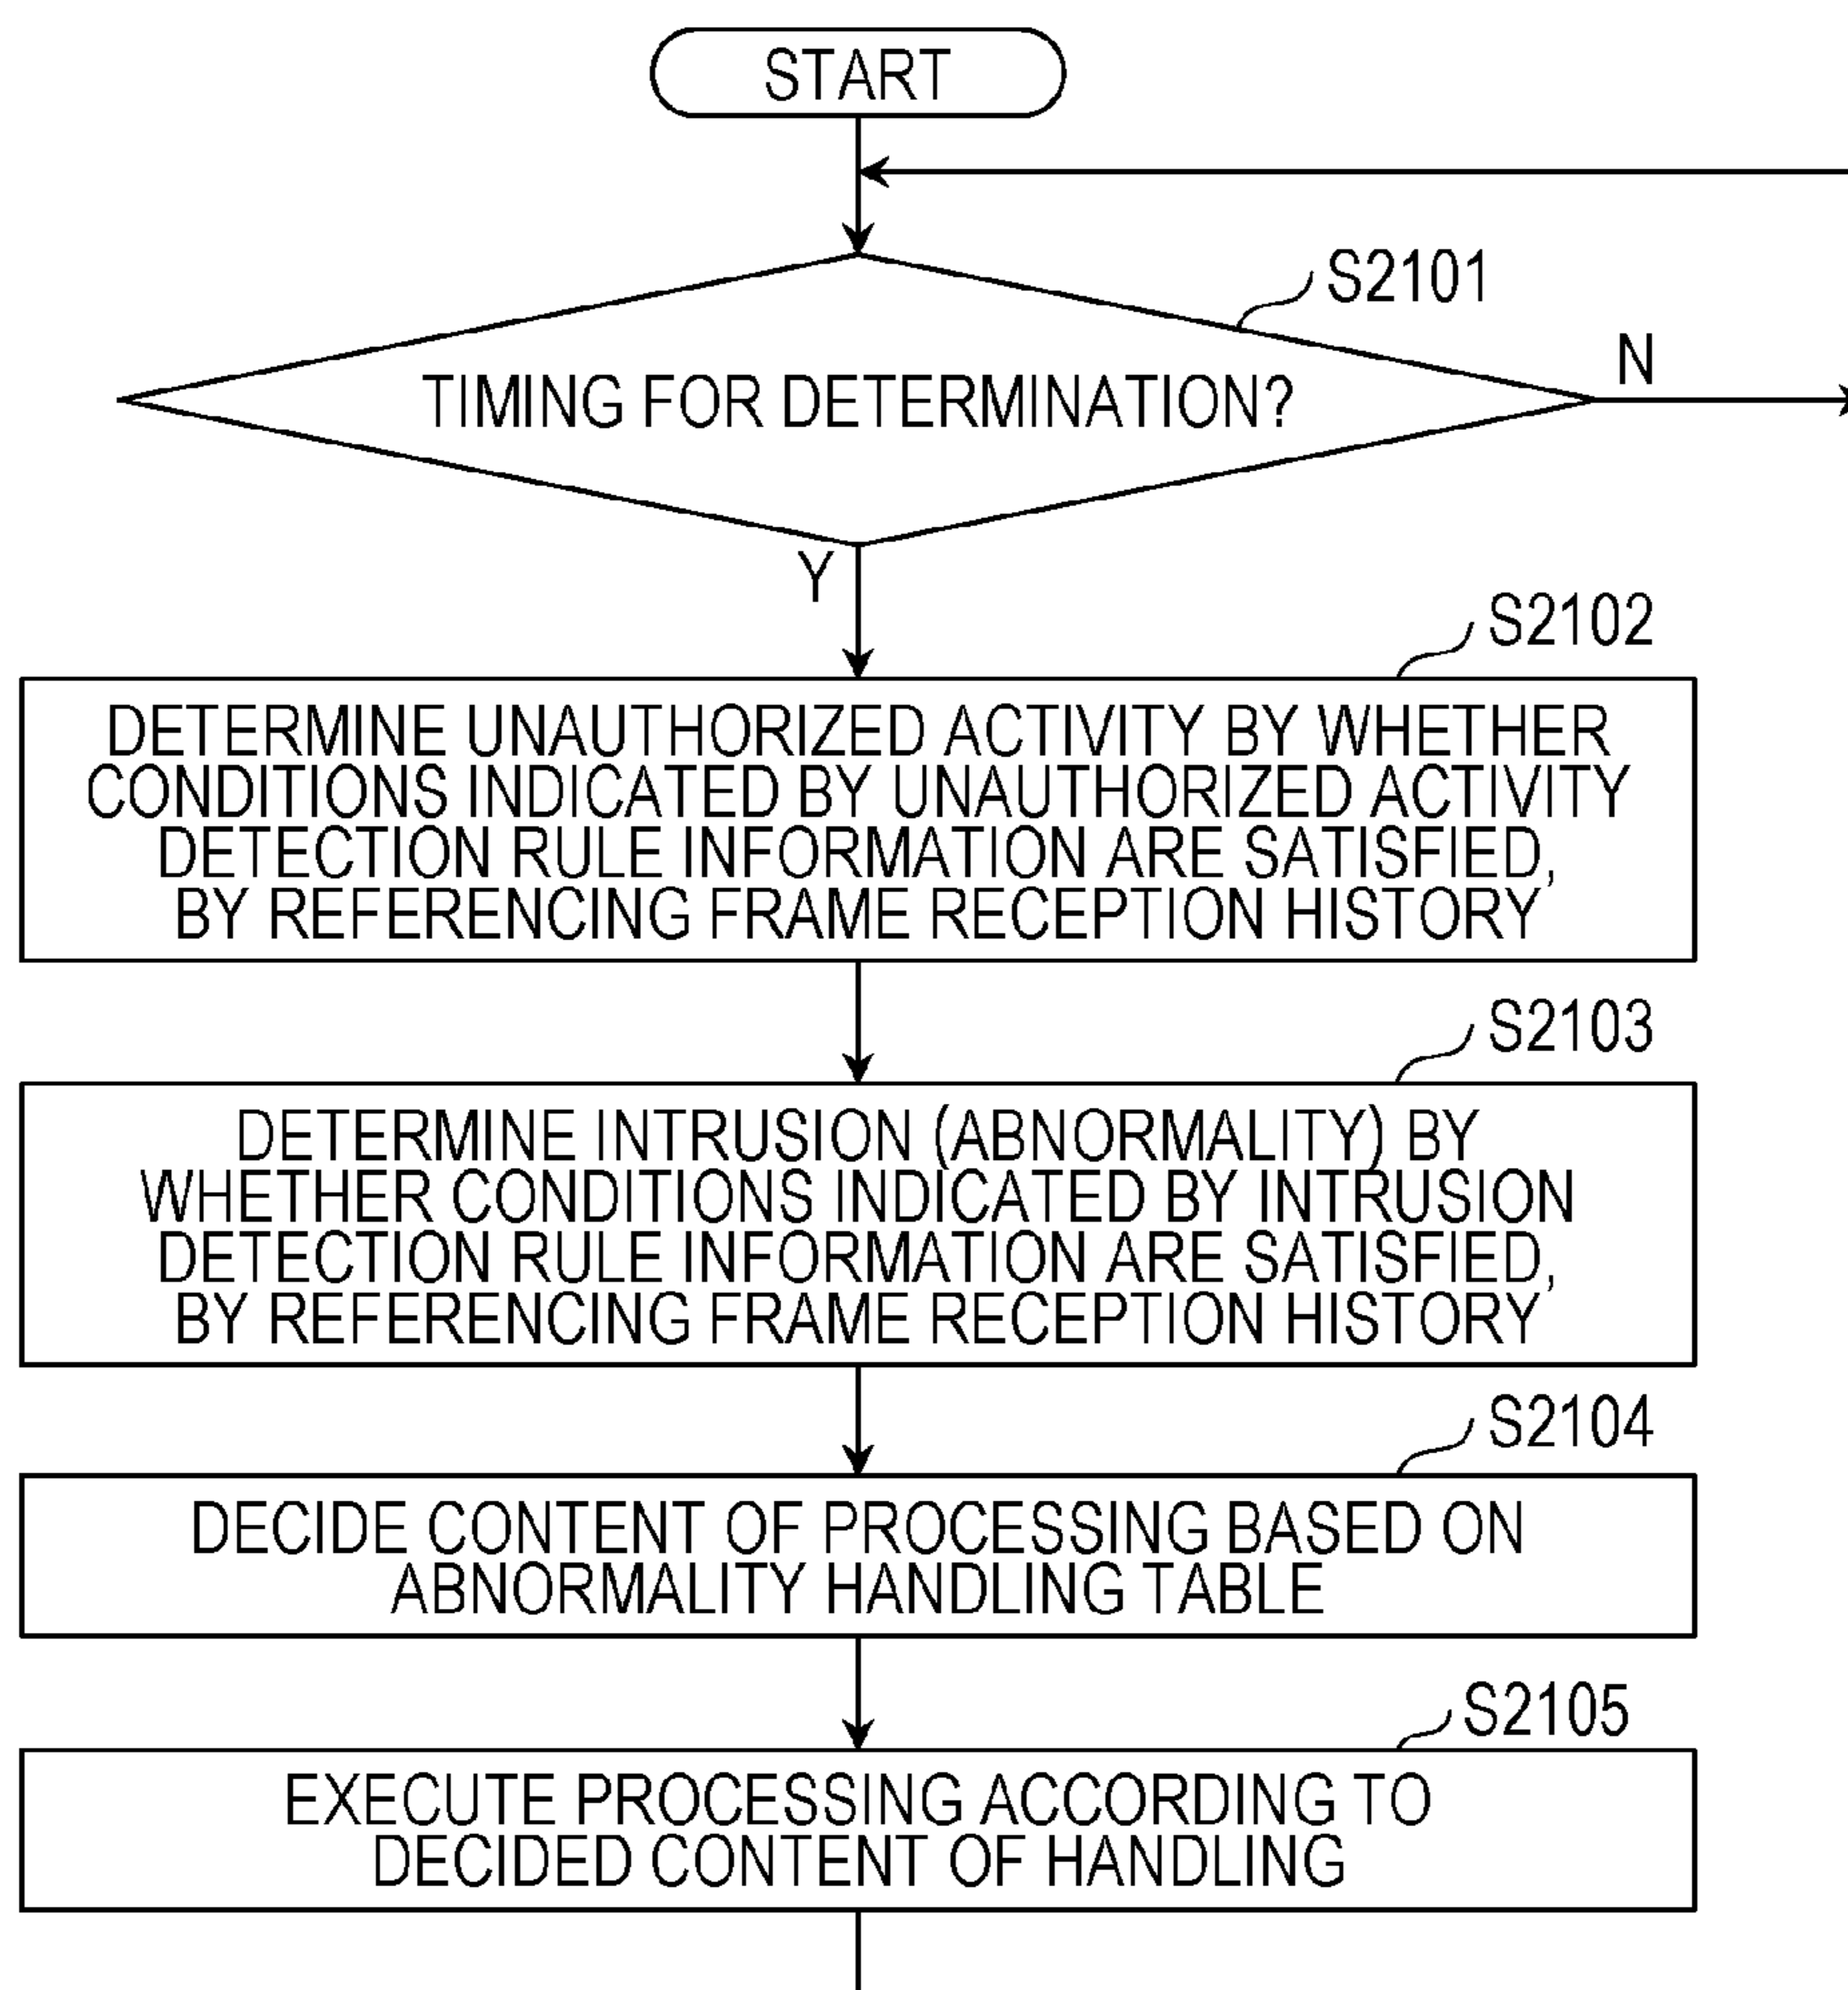 START
S2101
TIMING FOR DETERMINATION?
N
Y
S2102
DETERMINE UNAUTHORIZED ACTIVITY BY WHETHER
CONDITIONS INDICATED BY UNAUTHORIZED ACTIVITY
DETECTION RULE INFORMATION ARE SATISFIED,
BY REFERENCING FRAME RECEPTION HISTORY
S2103
DETERMINE INTRUSION (ABNORMALITY) BY
WHETHER CONDITIONS INDICATED BY INTRUSION
DETECTION RULE INFORMATION ARE SATISFIED,
BY REFERENCING FRAME RECEPTION HISTORY
S2104
DECIDE CONTENT OF PROCESSING BASED ON
ABNORMALITY HANDLING TABLE
S2105
EXECUTE PROCESSING ACCORDING TO
DECIDED CONTENT OF HANDLING